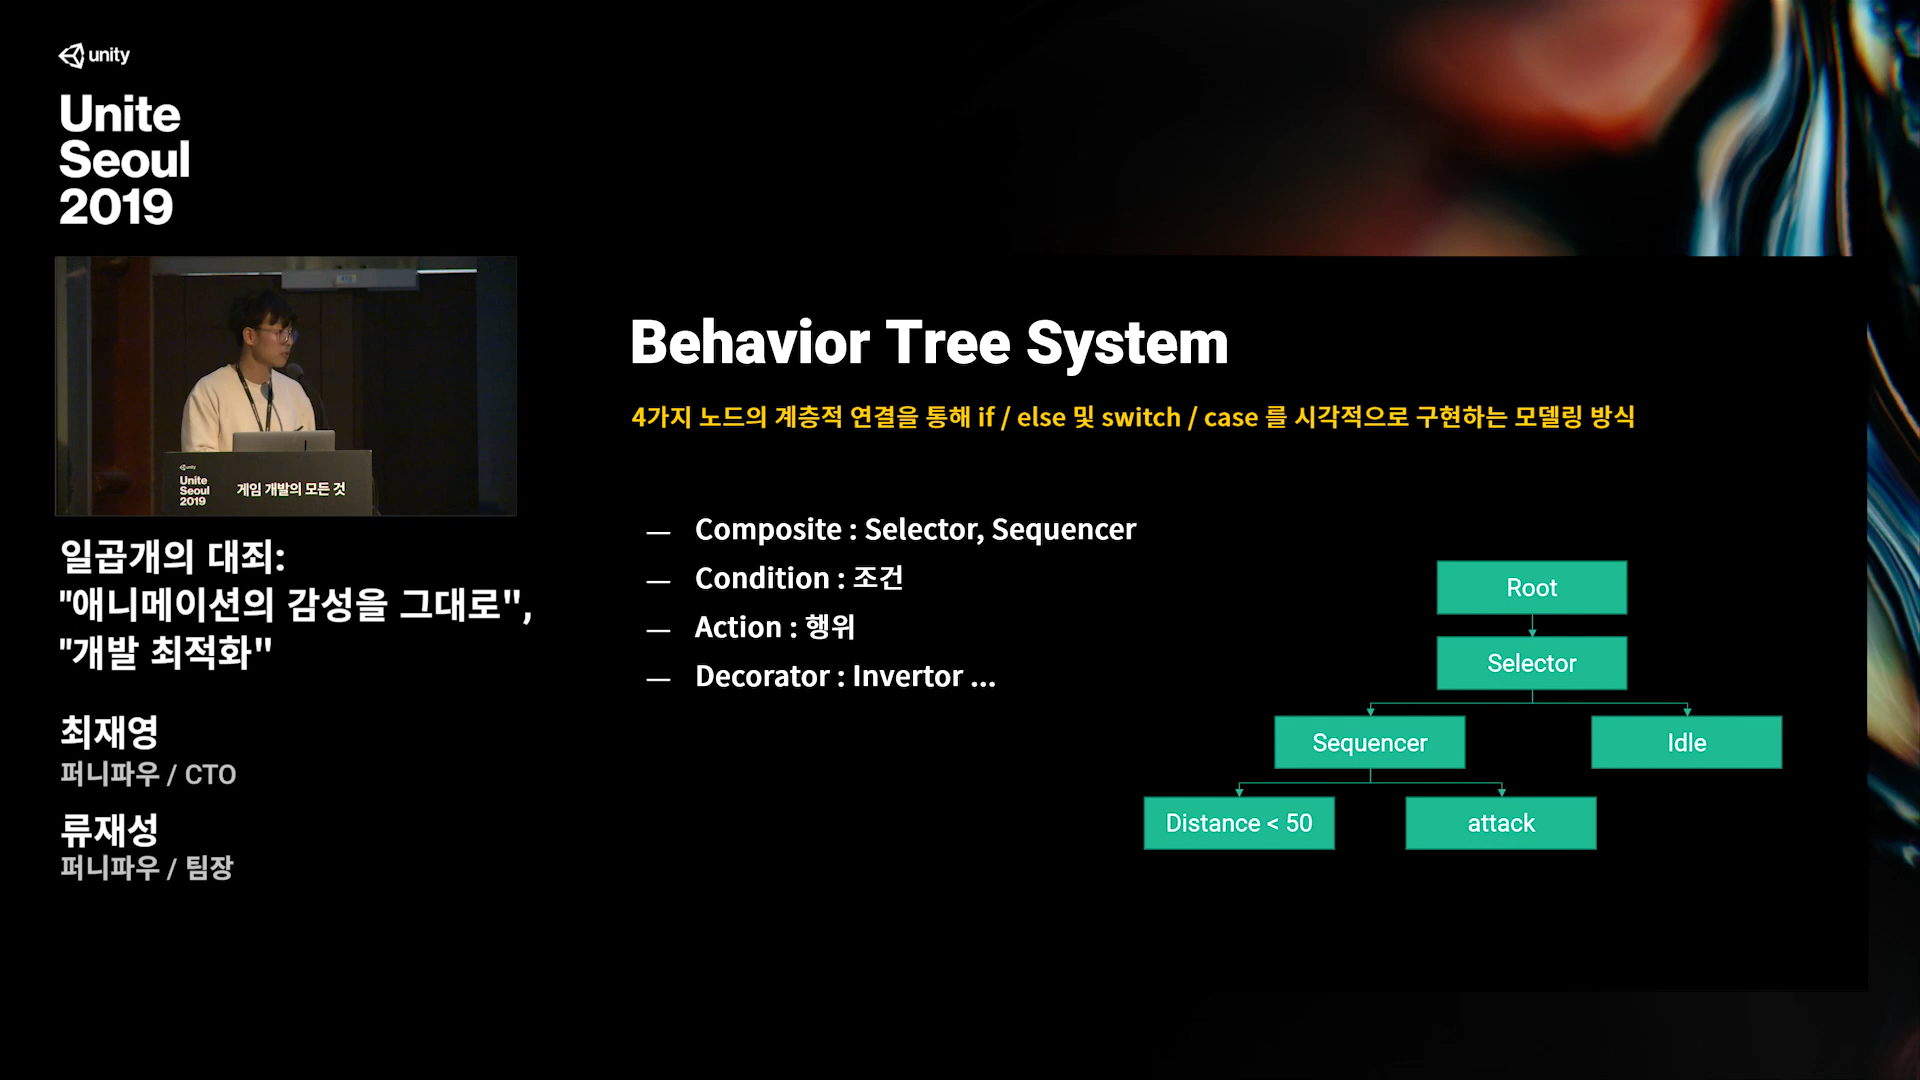 unity
Unite
Seoul
2019
unity
Unite
Seoul
2019
게임 개발의 모든 것
일곱개의 대죄:
"애니메이션의 감성을 그대로",
"개발 최적화"
최재영
퍼니파우 / CTO
류재성
퍼니파우 / 팀장
Behavior Tree System
4가지 노드의 계층적 연결을 통해 if / else 및 switch / case 를 시각적으로 구현하는 모델링 방식
— Composite : Selector, Sequencer
— Condition : 조건
— Action : 행위
— Decorator : Invertor ...
Root
Selector
Sequencer
Idle
Distance < 50
attack